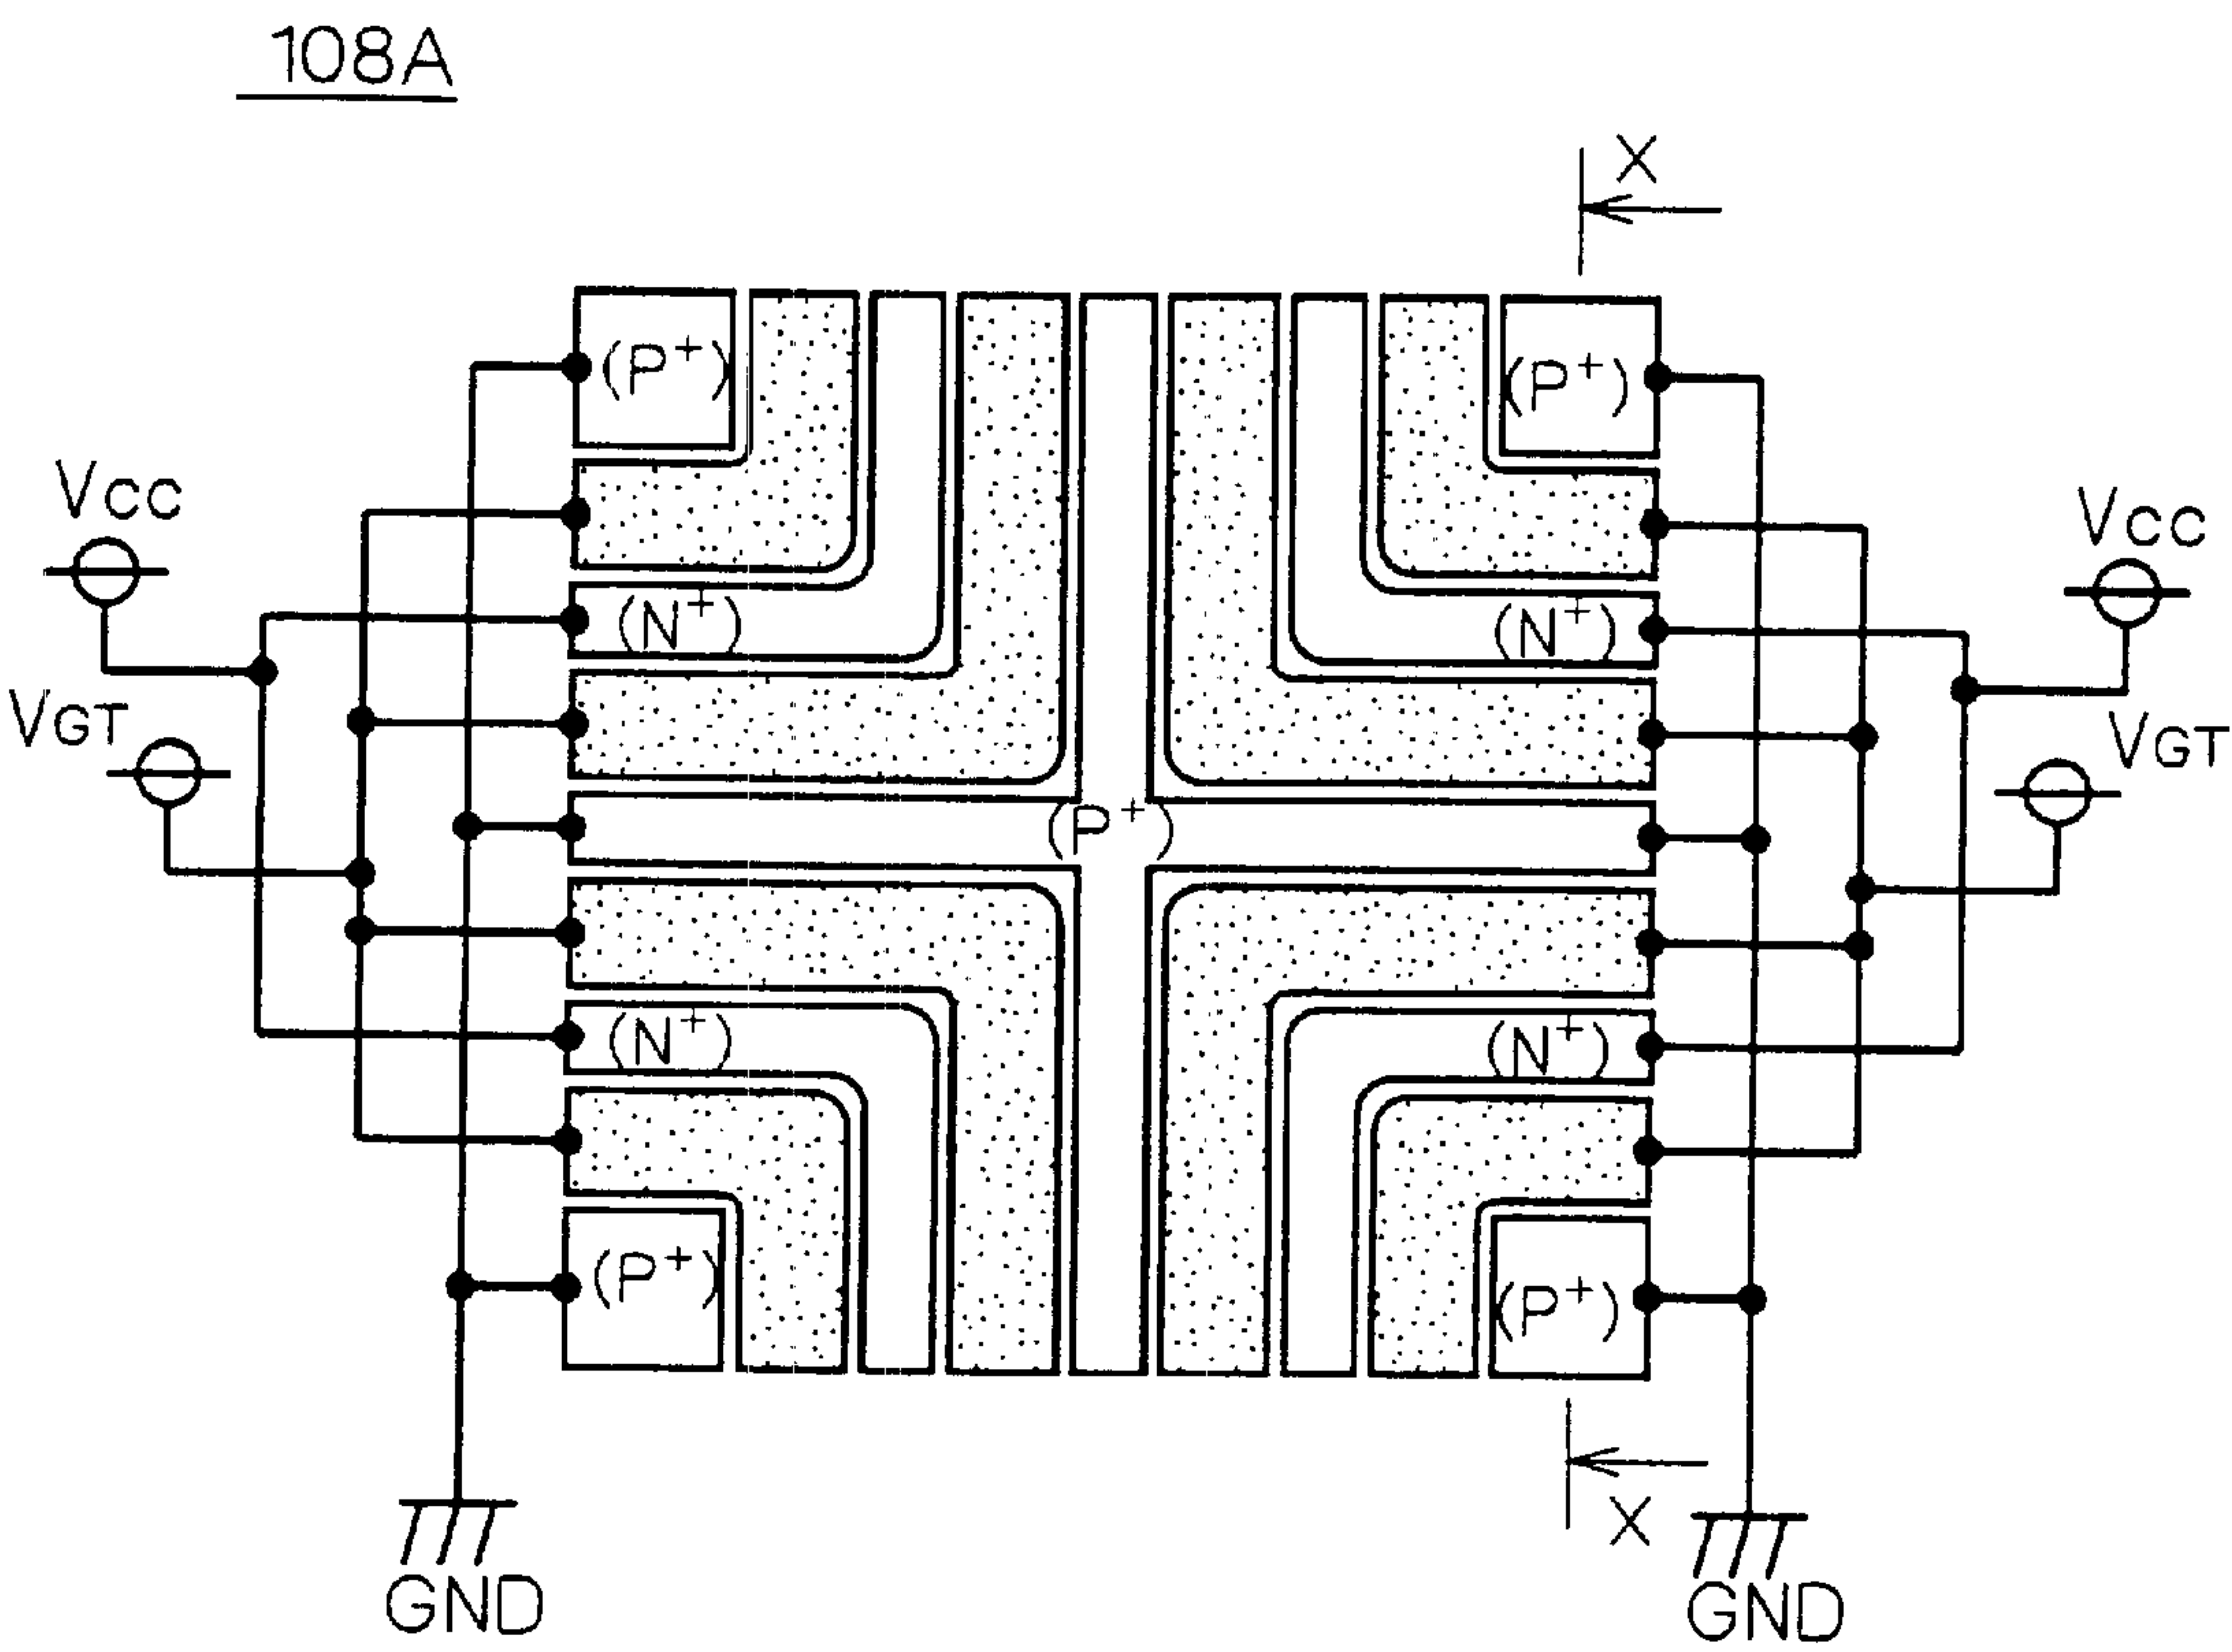 108A
X
(P⁺)
(P⁺)
VCC
VCC
(N⁺)
(N⁺)
VGT
VGT
(P⁺)
(N⁺)
(N⁺)
(P⁺)
(P⁺)
X
GND
GND